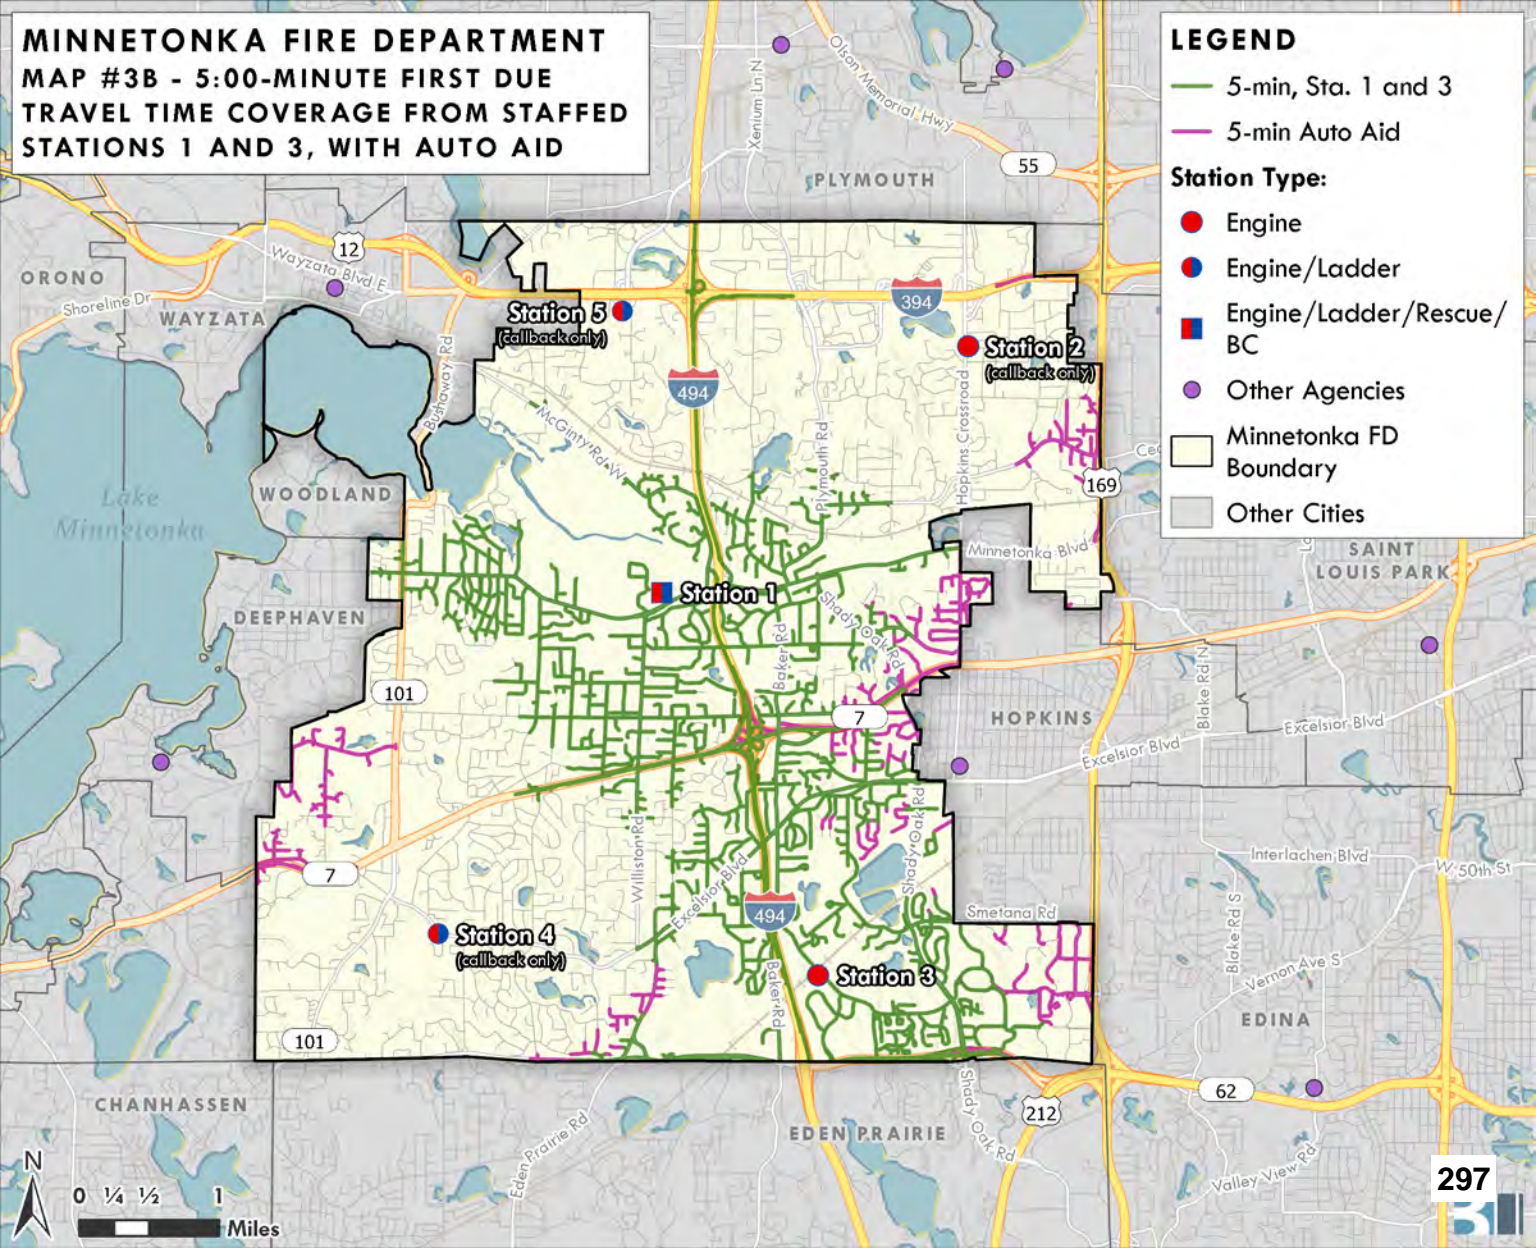 MINNETONKA FIRE DEPARTMENT
MAP #3B - 5:00-MINUTE FIRST DUE
TRAVEL TIME COVERAGE FROM STAFFED
STATIONS 1 AND 3, WITH AUTO AID
LEGEND
5-min, Sta. 1 and 3
5-min Auto Aid
Station Type:
Engine
Engine/Ladder
Engine/Ladder/Rescue/
BC
Other Agencies
Minnetonka FD
Boundary
Other Cities
Xenium Ln N
Olson Memorial Hwy
55
PLYMOUTH
12
Wayzata Blvd E
ORONO
Shoreline Dr
WAYZATA
Station 5
(callback only)
394
Station 2
(callback only)
494
Bushaway Rd
McGinty Rd W
Plymouth Rd
Hopkins Crossroad
169
WOODLAND
Lake
Minnetonka
Minnetonka Blvd
SAINT
LOUIS PARK
Station 1
DEEPHAVEN
Shady Oak Rd
Baker Rd
101
7
HOPKINS
Blake Rd N
Excelsior Blvd
Excelsior Blvd
Williston Rd
Shady Oak Rd
Interlachen Blvd
W 50th St
7
Excelsior Blvd
494
Smetana Rd
Blake Rd S
Station 4
(callback only)
Station 3
Vernon Ave S
Baker Rd
EDINA
101
62
CHANHASSEN
Eden Prairie Rd
EDEN PRAIRIE
Shady Oak Rd
212
Valley View Rd
N
0 ¼ ½ 1
Miles
297